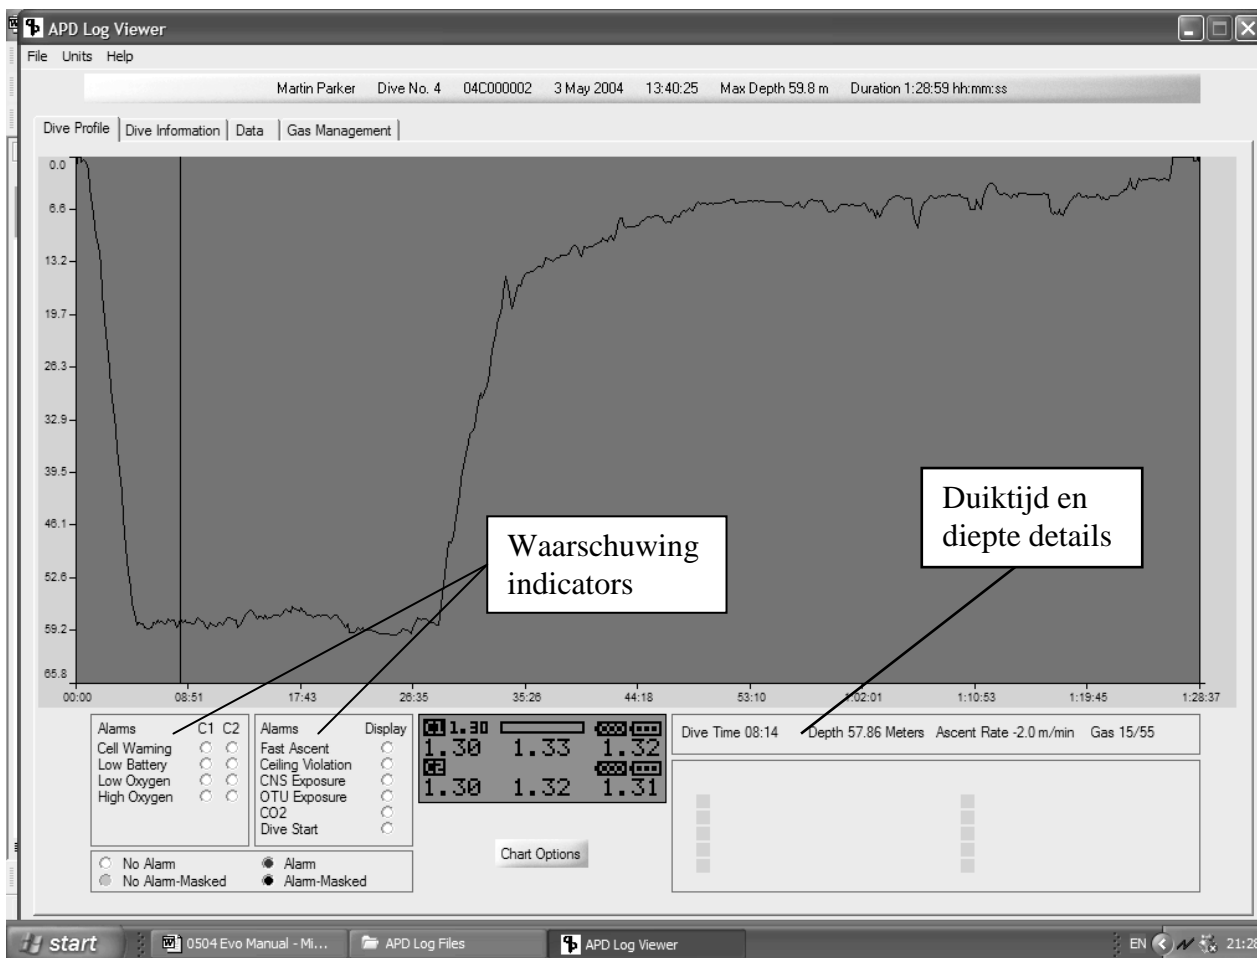 APD Log Viewer
File Units Help
Martin Parker Dive No. 4 04C000002 3 May 2004 13:40:25 Max Depth 59.8 m Duration 1:28:59 hh:mm:ss
Dive Profile Dive Information Data Gas Management
0.0
6.6
13.2
19.7
26.3
32.9
39.5
46.1
52.6
59.2
65.8
00:00 08:51 17:43 26:35 35:26 44:18 53:10 1:02:01 1:10:53 1:19:45 1:28:37
Waarschuwing
indicators
Duiktijd en
diepte details
Alarms C1 C2
Cell Warning
Low Battery
Low Oxygen
High Oxygen
Alarms Display
Fast Ascent
Ceiling Violation
CNS Exposure
OTU Exposure
CO2
Dive Start
No Alarm Alarm
No Alarm-Masked Alarm-Masked
C1 1.30
1.30 1.33 1.32
C2
1.30 1.32 1.31
Chart Options
Dive Time 08:14 Depth 57.86 Meters Ascent Rate -2.0 m/min Gas 15/55
start 0504 Evo Manual - Mi... APD Log Files APD Log Viewer EN 21:28